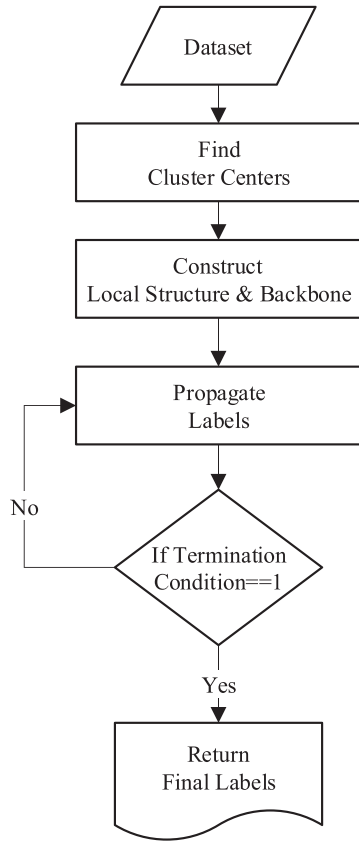 Dataset
Find
Cluster Centers
Construct
Local Structure & Backbone
Propagate
Labels
No
If Termination
Condition==1
Yes
Return
Final Labels